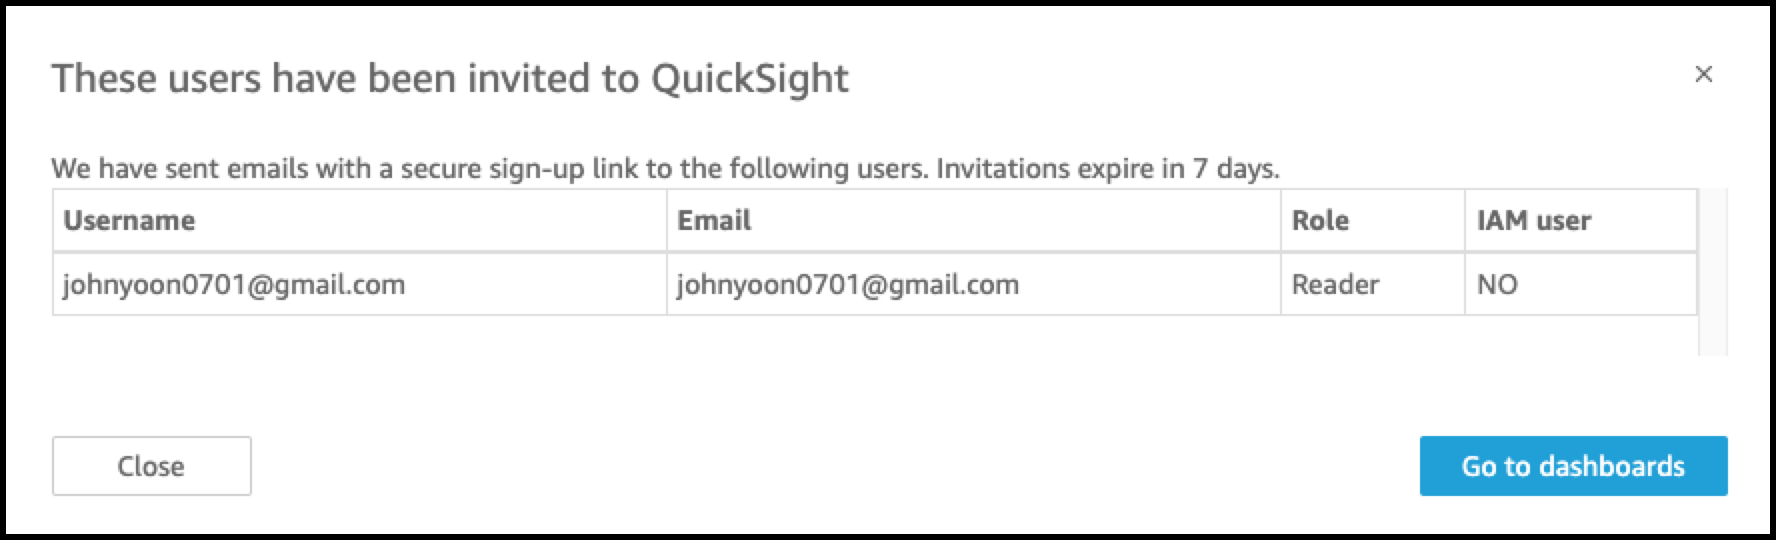 These users have been invited to QuickSight
×
We have sent emails with a secure sign-up link to the following users. Invitations expire in 7 days.
Username Email Role IAM user
johnyoon0701@gmail.com johnyoon0701@gmail.com Reader NO
Close Go to dashboards